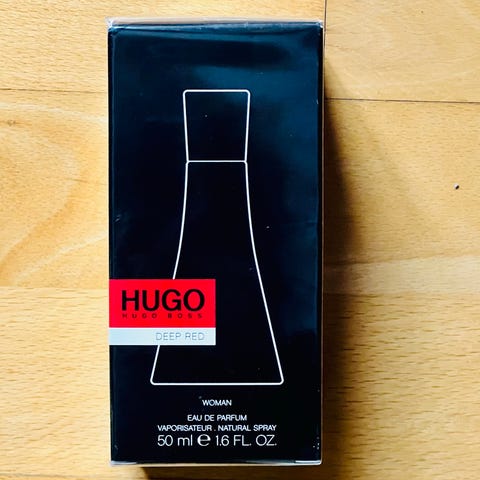 HUGO
HUGO BOSS
DEEP RED
WOMAN
EAU DE PARFUM
VAPORISATEUR . NATURAL SPRAY
50 ml ℮ 1.6 FL. OZ.